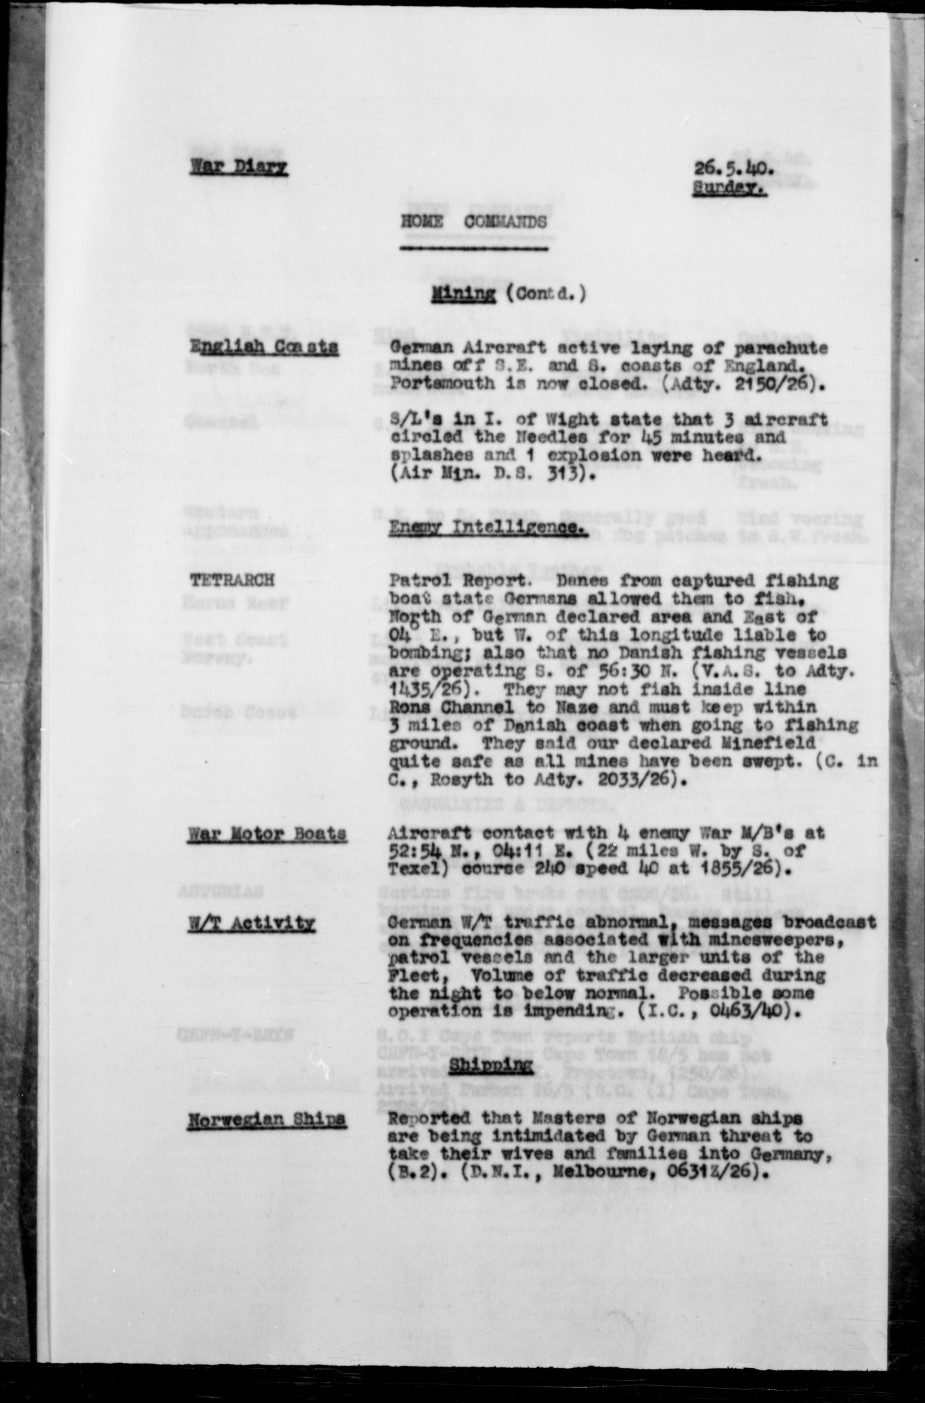 War Diary
26.5.40.
Sunday.
HOME COMMANDS
Mining (Contd.)
English Coasts
German Aircraft active laying of parachute
mines off S.E. and S. coasts of England.
Portsmouth is now closed. (Adty. 2150/26).
S/L's in I. of Wight state that 3 aircraft
circled the Needles for 45 minutes and
splashes and 1 explosion were heard.
(Air Min. D.S. 313).
Enemy Intelligence.
TETRARCH
Patrol Report. Danes from captured fishing
boat state Germans allowed them to fish,
North of German declared area and East of
04 E., but W. of this longitude liable to
bombing; also that no Danish fishing vessels
are operating S. of 56:30 N. (V.A.S. to Adty.
1435/26). They may not fish inside line
Rons Channel to Naze and must keep within
3 miles of Danish coast when going to fishing
ground. They said our declared Minefield
quite safe as all mines have been swept. (C. in
C., Rosyth to Adty. 2033/26).
War Motor Boats
Aircraft contact with 4 enemy War M/B's at
52:54 N., 04:11 E. (22 miles W. by S. of
Texel) course 240 speed 40 at 1855/26).
W/T Activity
German W/T traffic abnormal, messages broadcast
on frequencies associated with minesweepers,
patrol vessels and the larger units of the
Fleet, Volume of traffic decreased during
the night to below normal. Possible some
operation is impending. (I.C., 0463/40).
Shipping
Norwegian Ships
Reported that Masters of Norwegian ships
are being intimidated by German threat to
take their wives and families into Germany,
(B.2). (D.N.I., Melbourne, 0631Z/26).